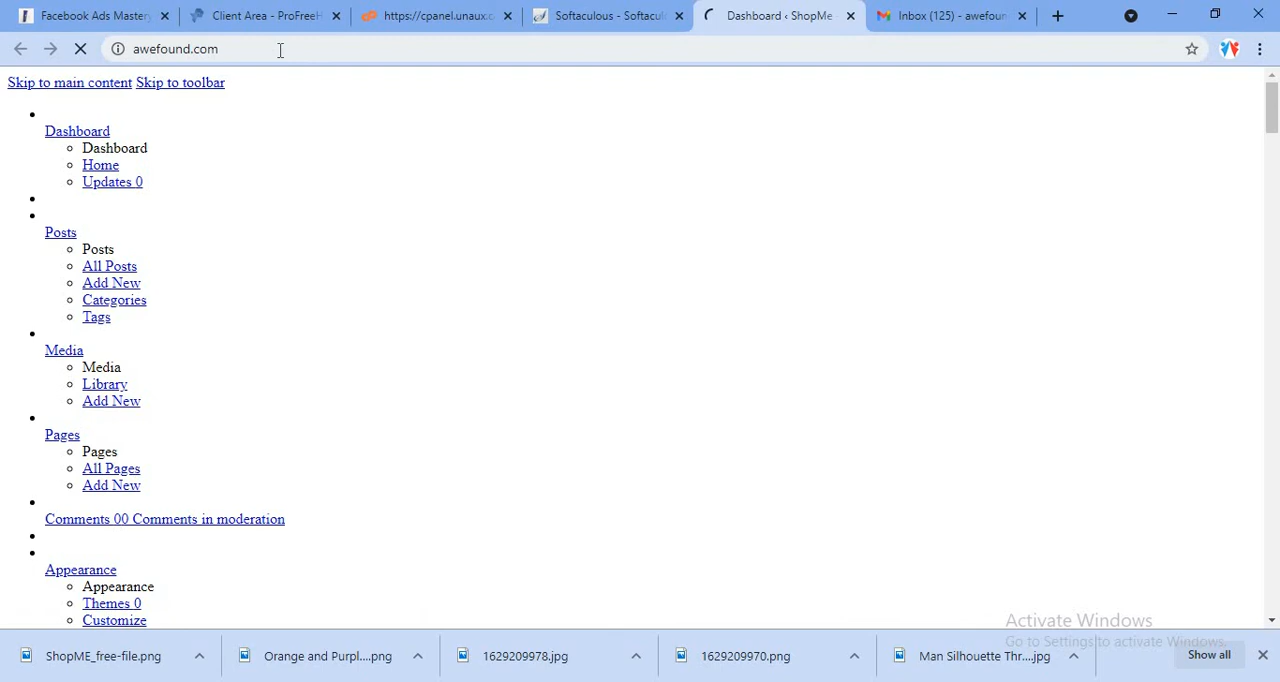 Facebook Ads Master
Client Area - ProFreeH
https://cpanel.unaux.c
Softaculous - Softacul
Dashboard ‹ ShopMe
Inbox (125) - awefoun
awefound.com
Skip to main content Skip to toolbar
Dashboard
Dashboard
Home
Updates 0
Posts
Posts
All Posts
Add New
Categories
Tags
Media
Media
Library
Add New
Pages
Pages
All Pages
Add New
Comments 00 Comments in moderation
Appearance
Appearance
Themes 0
Customize
Activate Windows
Go to Settings to activate Windows.
ShopME_free-file.png
Orange and Purpl....png
1629209978.jpg
1629209970.png
Man Silhouette Thr....jpg
Show all